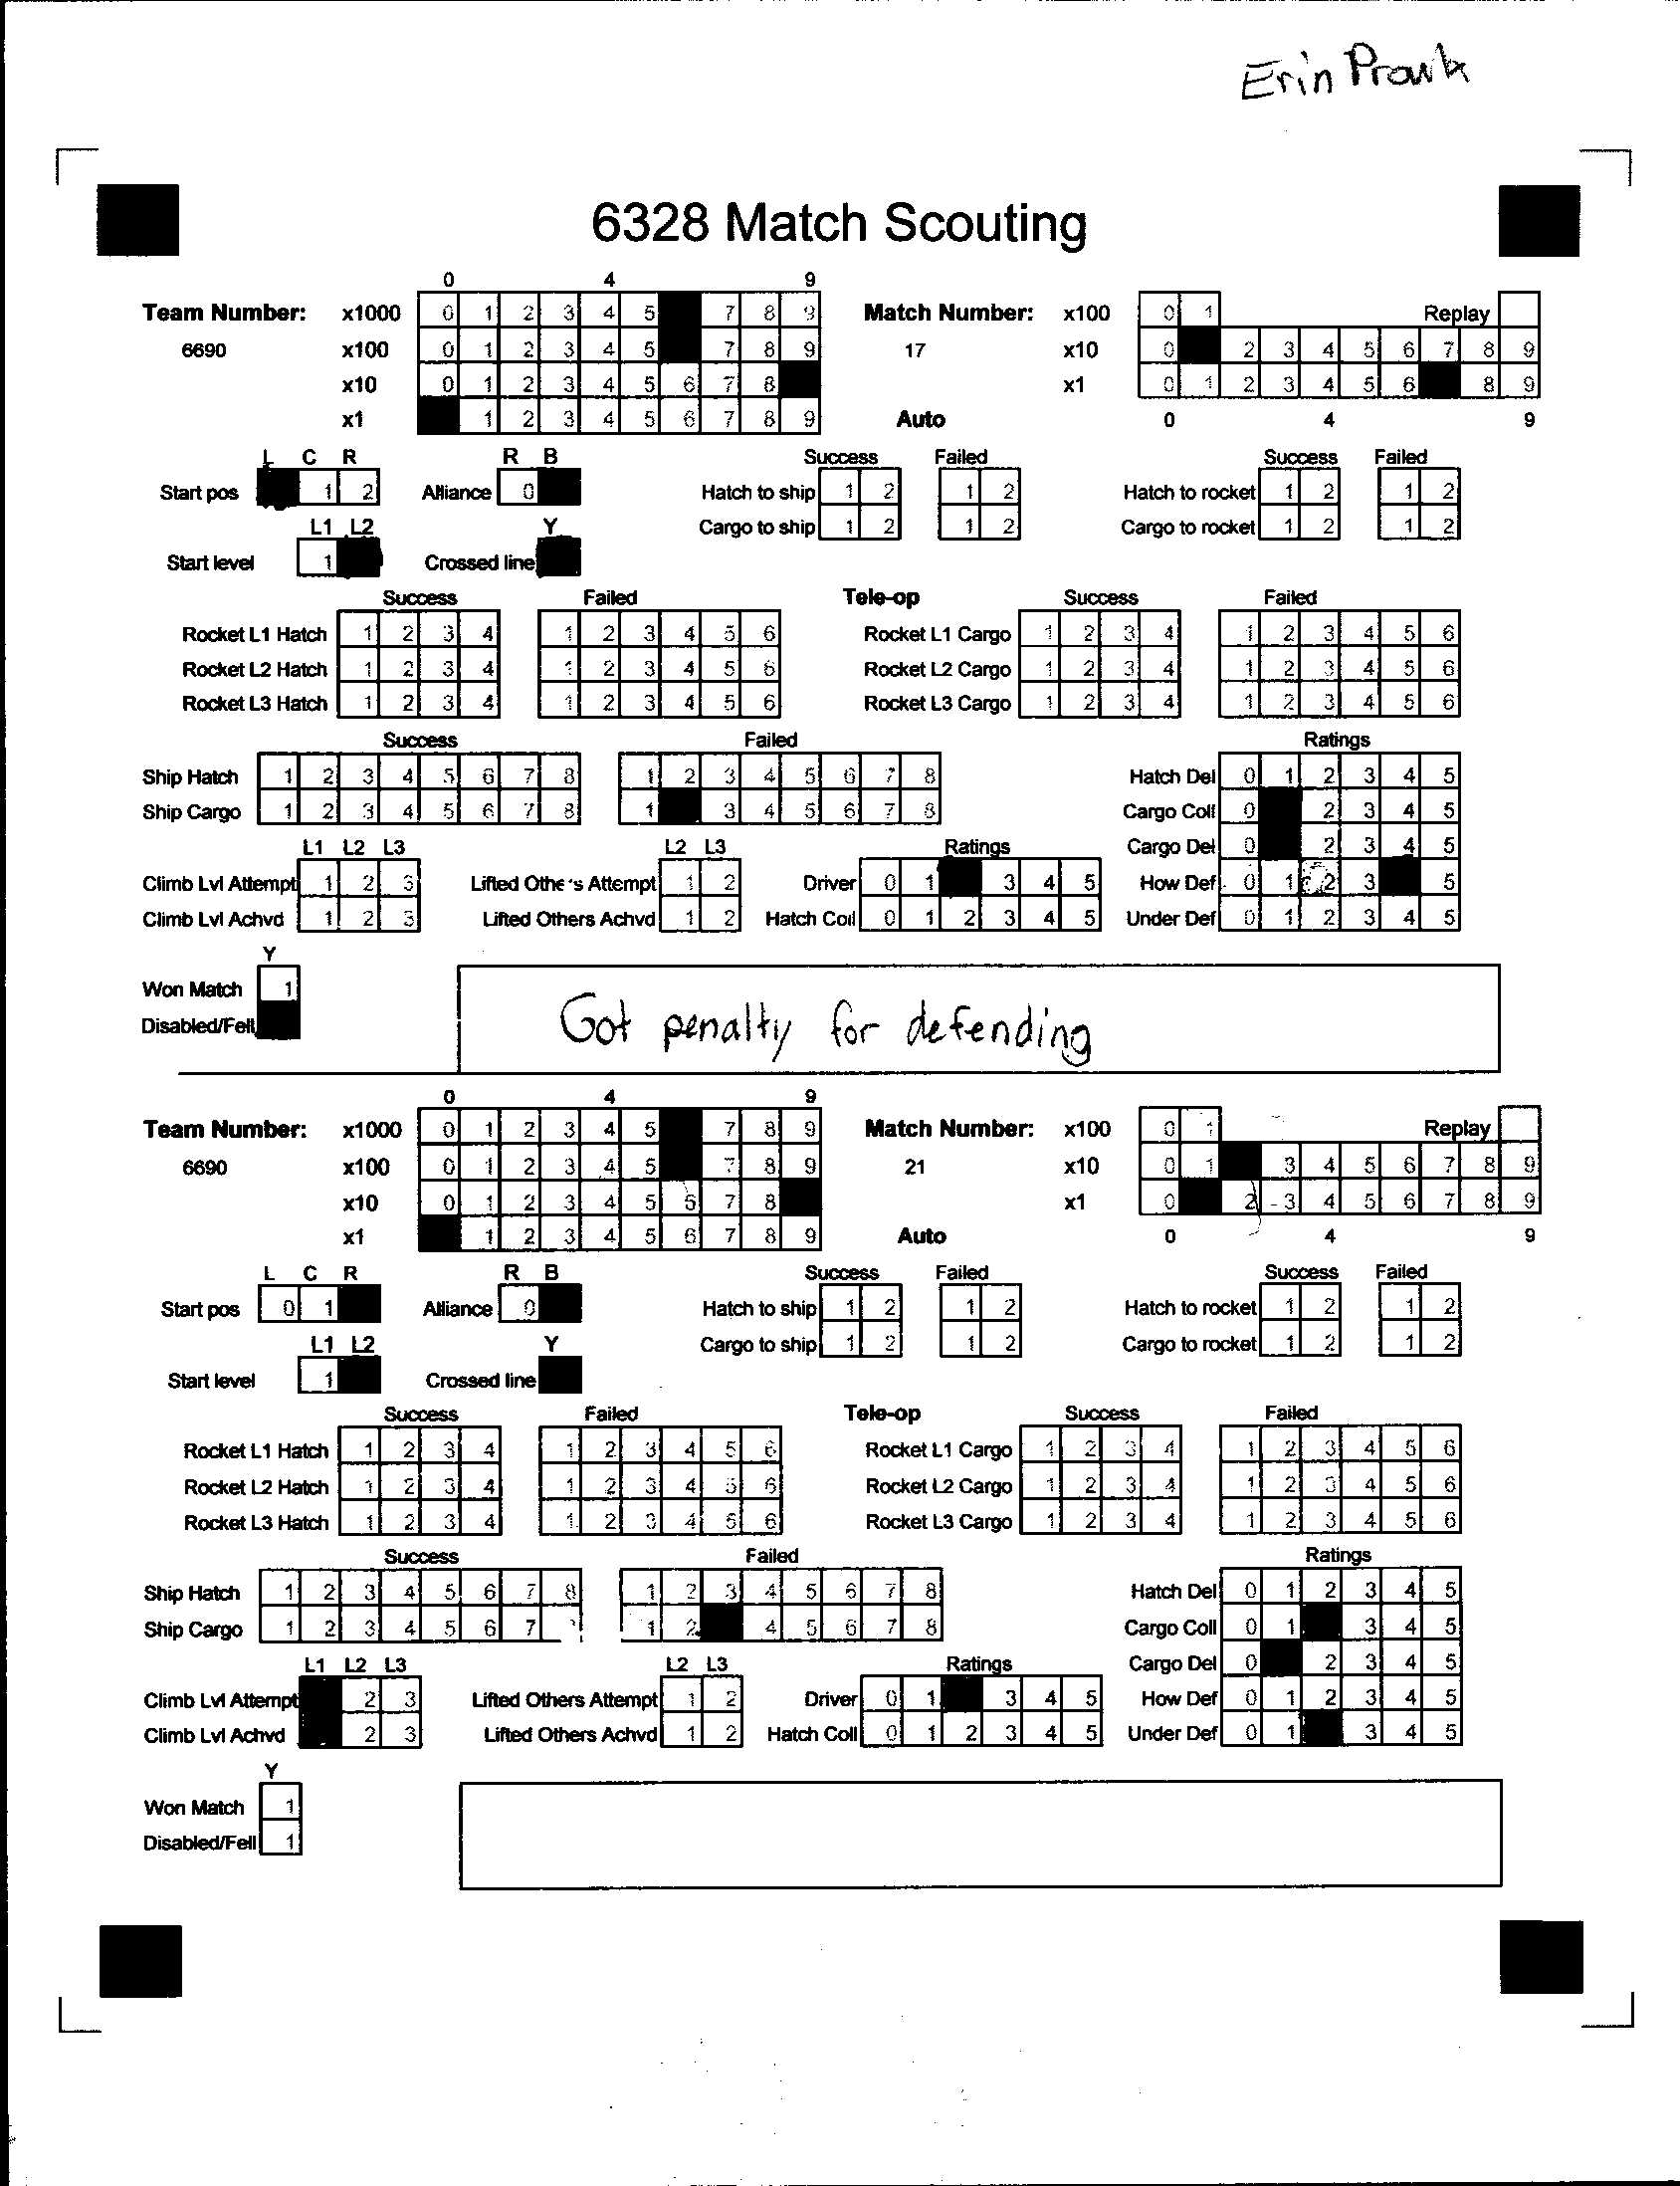 Erin Prawk
6328 Match Scouting
0 4 9
Team Number: x1000 0 1 2 3 4 5 7 8 9 Match Number: x100 0 1 Replay
6690 x100 0 1 2 3 4 5 7 8 9 17 x10 0 2 3 4 5 6 7 8 9
x10 0 1 2 3 4 5 6 7 8 x1 0 1 2 3 4 5 6 8 9
x1 1 2 3 4 5 6 7 8 9 Auto 0 4 9
L C R R B Success Failed Success Failed
Start pos 1 2 Alliance 0 Hatch to ship 1 2 1 2 Hatch to rocket 1 2 1 2
L1 L2 Y Cargo to ship 1 2 1 2 Cargo to rocket 1 2 1 2
Start level 1 Crossed line
Success Failed Tele-op Success Failed
Rocket L1 Hatch 1 2 3 4 1 2 3 4 5 6 Rocket L1 Cargo 1 2 3 4 1 2 3 4 5 6
Rocket L2 Hatch 1 2 3 4 1 2 3 4 5 6 Rocket L2 Cargo 1 2 3 4 1 2 3 4 5 6
Rocket L3 Hatch 1 2 3 4 1 2 3 4 5 6 Rocket L3 Cargo 1 2 3 4 1 2 3 4 5 6
Success Failed Ratings
Ship Hatch 1 2 3 4 5 6 7 8 1 2 3 4 5 6 7 8 Hatch Del 0 1 2 3 4 5
Ship Cargo 1 2 3 4 5 6 7 8 1 3 4 5 6 7 8 Cargo Coll 0 2 3 4 5
L1 L2 L3 L2 L3 Ratings Cargo Del 0 2 3 4 5
Climb Lvl Attempt 1 2 3 Lifted Others Attempt 1 2 Driver 0 1 3 4 5 How Def 0 1 2 3 5
Climb Lvl Achvd 1 2 3 Lifted Others Achvd 1 2 Hatch Coll 0 1 2 3 4 5 Under Def 0 1 2 3 4 5
Y
Won Match 1
Disabled/Fell
Got penalty for defending
0 4 9
Team Number: x1000 0 1 2 3 4 5 7 8 9 Match Number: x100 0 1 Replay
6690 x100 0 1 2 3 4 5 7 8 9 21 x10 0 1 3 4 5 6 7 8 9
x10 0 1 2 3 4 5 6 7 8 x1 0 2 3 4 5 6 7 8 9
x1 1 2 3 4 5 6 7 8 9 Auto 0 4 9
L C R R B Success Failed Success Failed
Start pos 0 1 Alliance 0 Hatch to ship 1 2 1 2 Hatch to rocket 1 2 1 2
L1 L2 Y Cargo to ship 1 2 1 2 Cargo to rocket 1 2 1 2
Start level 1 Crossed line
Success Failed Tele-op Success Failed
Rocket L1 Hatch 1 2 3 4 1 2 3 4 5 6 Rocket L1 Cargo 1 2 3 4 1 2 3 4 5 6
Rocket L2 Hatch 1 2 3 4 1 2 3 4 5 6 Rocket L2 Cargo 1 2 3 4 1 2 3 4 5 6
Rocket L3 Hatch 1 2 3 4 1 2 3 4 5 6 Rocket L3 Cargo 1 2 3 4 1 2 3 4 5 6
Success Failed Ratings
Ship Hatch 1 2 3 4 5 6 7 8 1 2 3 4 5 6 7 8 Hatch Del 0 1 2 3 4 5
Ship Cargo 1 2 3 4 5 6 7 1 2 4 5 6 7 8 Cargo Coll 0 1 3 4 5
L1 L2 L3 L2 L3 Ratings Cargo Del 0 2 3 4 5
Climb Lvl Attempt 2 3 Lifted Others Attempt 1 2 Driver 0 1 3 4 5 How Def 0 1 2 3 4 5
Climb Lvl Achvd 2 3 Lifted Others Achvd 1 2 Hatch Coll 0 1 2 3 4 5 Under Def 0 1 3 4 5
Y
Won Match 1
Disabled/Fell 1